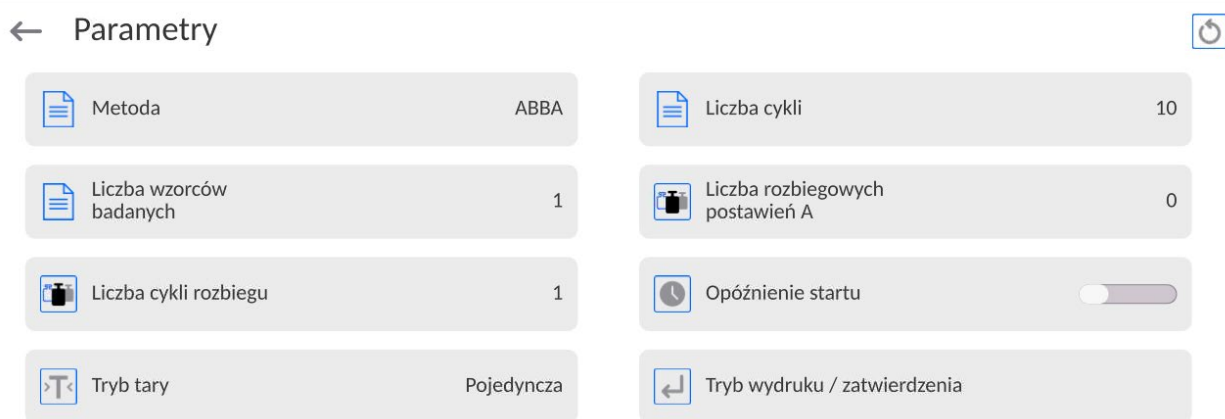 Parametry
Metoda ABBA
Liczba cykli 10
Liczba wzorców
badanych 1
Liczba rozbiegowych
postawień A 0
Liczba cykli rozbiegu 1
Opóźnienie startu
Tryb tary Pojedyncza
Tryb wydruku / zatwierdzenia